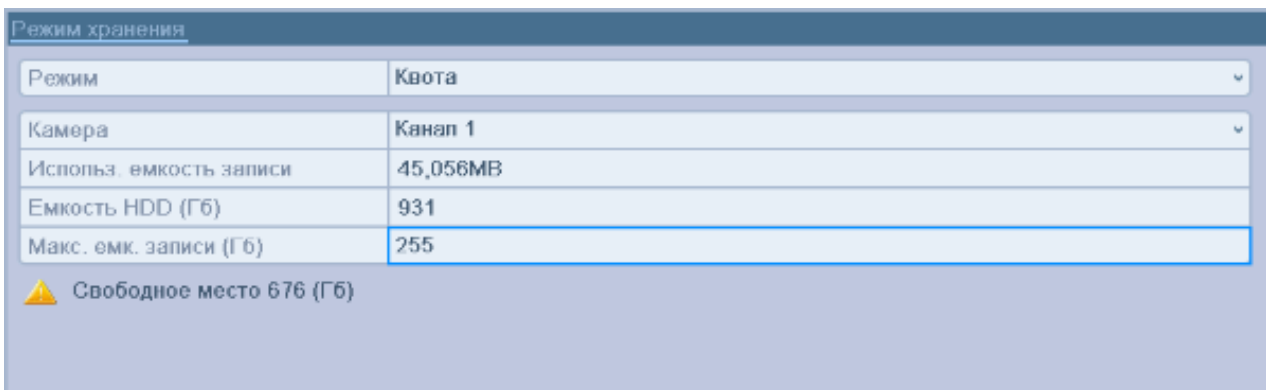 Режим хранения
Режим Квота
Камера Канал 1
Использ. емкость записи 45,056MB
Емкость HDD (Гб) 931
Макс. емк. записи (Гб) 255
Свободное место 676 (Гб)